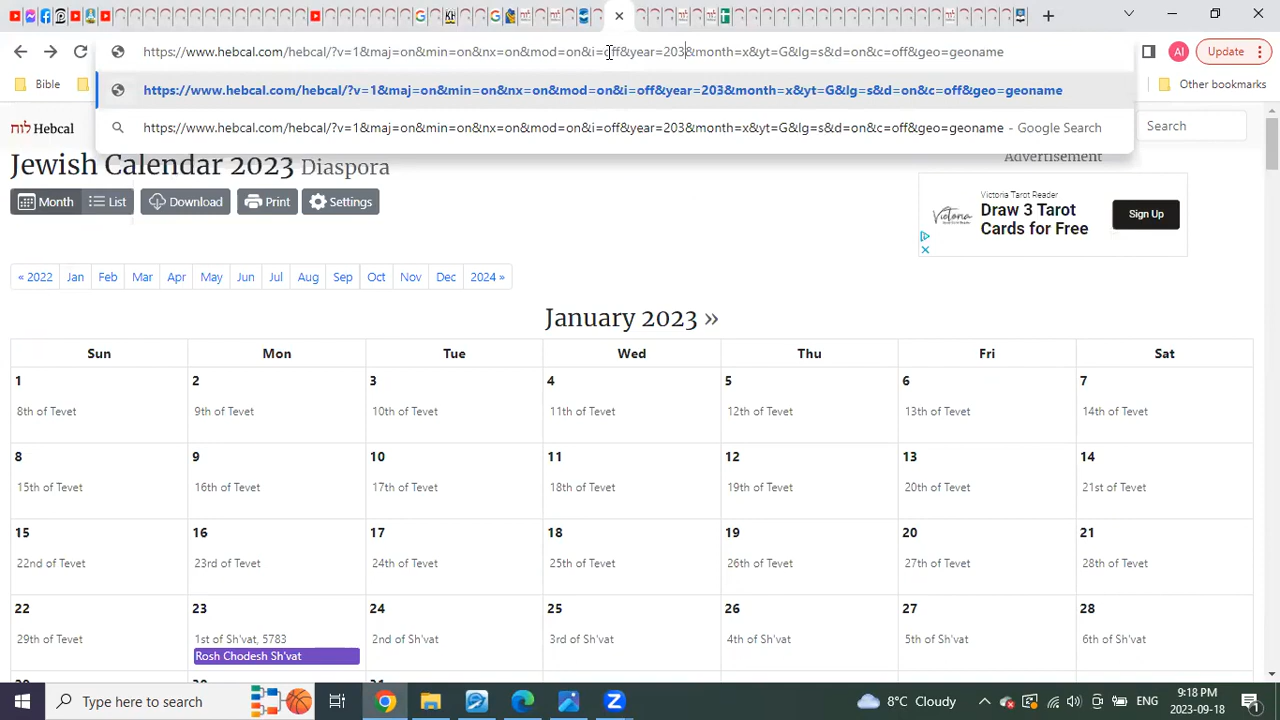 https://www.hebcal.com/hebcal/?v=1&maj=on&min=on&nx=on&mod=on&i=off&year=203&month=x&yt=G&lg=s&d=on&c=off&geo=geoname
AI
Update
Bible
https://www.hebcal.com/hebcal/?v=1&maj=on&min=on&nx=on&mod=on&i=off&year=203&month=x&yt=G&lg=s&d=on&c=off&geo=geoname
Other bookmarks
https://www.hebcal.com/hebcal/?v=1&maj=on&min=on&nx=on&mod=on&i=off&year=203&month=x&yt=G&lg=s&d=on&c=off&geo=geoname - Google Search
לוח Hebcal
Search
Jewish Calendar 2023 Diaspora
Advertisement
Month List Download Print Settings
Victoria Tarot Reader
Victoria
Draw 3 Tarot
Cards for Free
Sign Up
« 2022 Jan Feb Mar Apr May Jun Jul Aug Sep Oct Nov Dec 2024 »
January 2023 »
Sun Mon Tue Wed Thu Fri Sat
1 2 3 4 5 6 7
8th of Tevet 9th of Tevet 10th of Tevet 11th of Tevet 12th of Tevet 13th of Tevet 14th of Tevet
8 9 10 11 12 13 14
15th of Tevet 16th of Tevet 17th of Tevet 18th of Tevet 19th of Tevet 20th of Tevet 21st of Tevet
15 16 17 18 19 20 21
22nd of Tevet 23rd of Tevet 24th of Tevet 25th of Tevet 26th of Tevet 27th of Tevet 28th of Tevet
22 23 24 25 26 27 28
29th of Tevet 1st of Sh'vat, 5783 2nd of Sh'vat 3rd of Sh'vat 4th of Sh'vat 5th of Sh'vat 6th of Sh'vat
Rosh Chodesh Sh'vat
Type here to search
8°C Cloudy
ENG
9:18 PM
2023-09-18
1